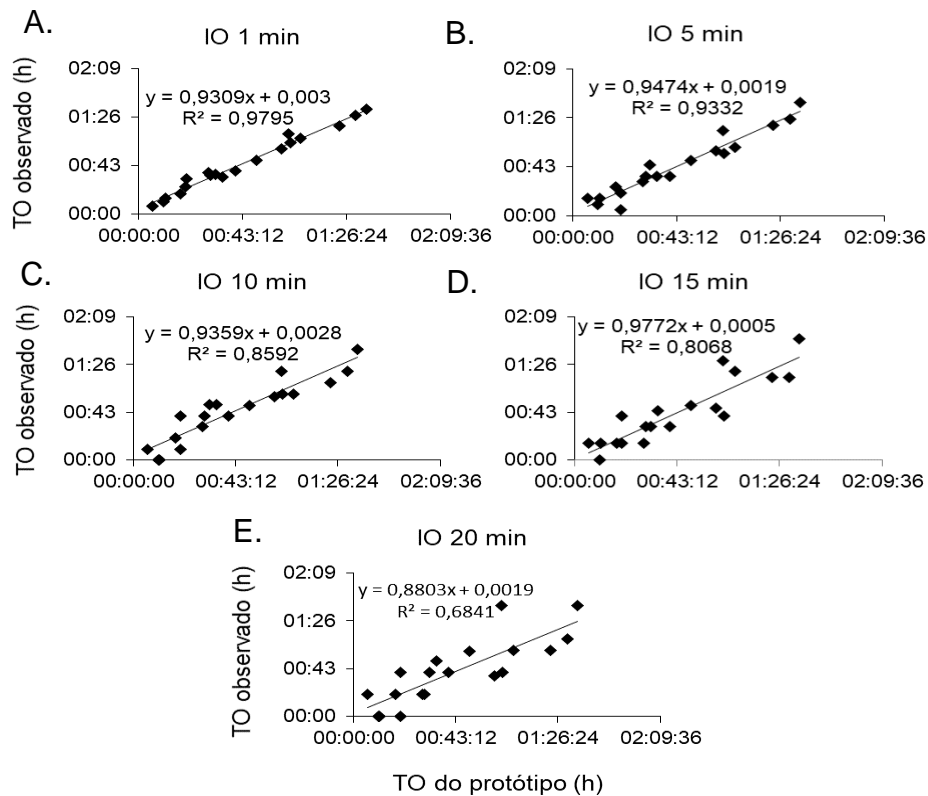 A.
IO 1 min
TO observado (h)
02:09
01:26
00:43
00:00
y = 0,9309x + 0,003
R² = 0,9795
00:00:00 00:43:12 01:26:24 02:09:36
B.
IO 5 min
02:09
01:26
00:43
00:00
y = 0,9474x + 0,0019
R² = 0,9332
00:00:00 00:43:12 01:26:24 02:09:36
C.
IO 10 min
TO observado (h)
02:09
01:26
00:43
00:00
y = 0,9359x + 0,0028
R² = 0,8592
00:00:00 00:43:12 01:26:24 02:09:36
D.
IO 15 min
02:09
01:26
00:43
00:00
y = 0,9772x + 0,0005
R² = 0,8068
00:00:00 00:43:12 01:26:24 02:09:36
E.
IO 20 min
TO observado (h)
02:09
01:26
00:43
00:00
y = 0,8803x + 0,0019
R² = 0,6841
00:00:00 00:43:12 01:26:24 02:09:36
TO do protótipo (h)